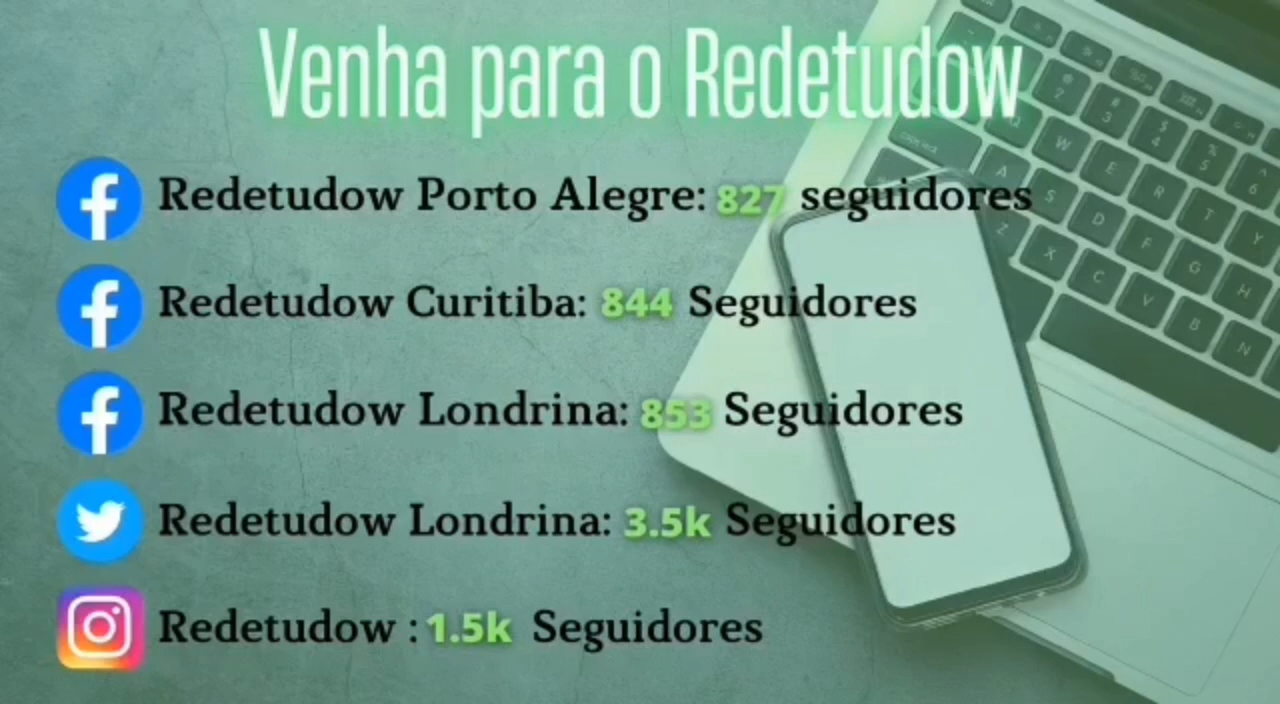 Venha para o Redetudow
Redetudow Porto Alegre: 827 seguidores
Redetudow Curitiba: 844 Seguidores
Redetudow Londrina: 853 Seguidores
Redetudow Londrina: 3.5k Seguidores
Redetudow : 1.5k Seguidores